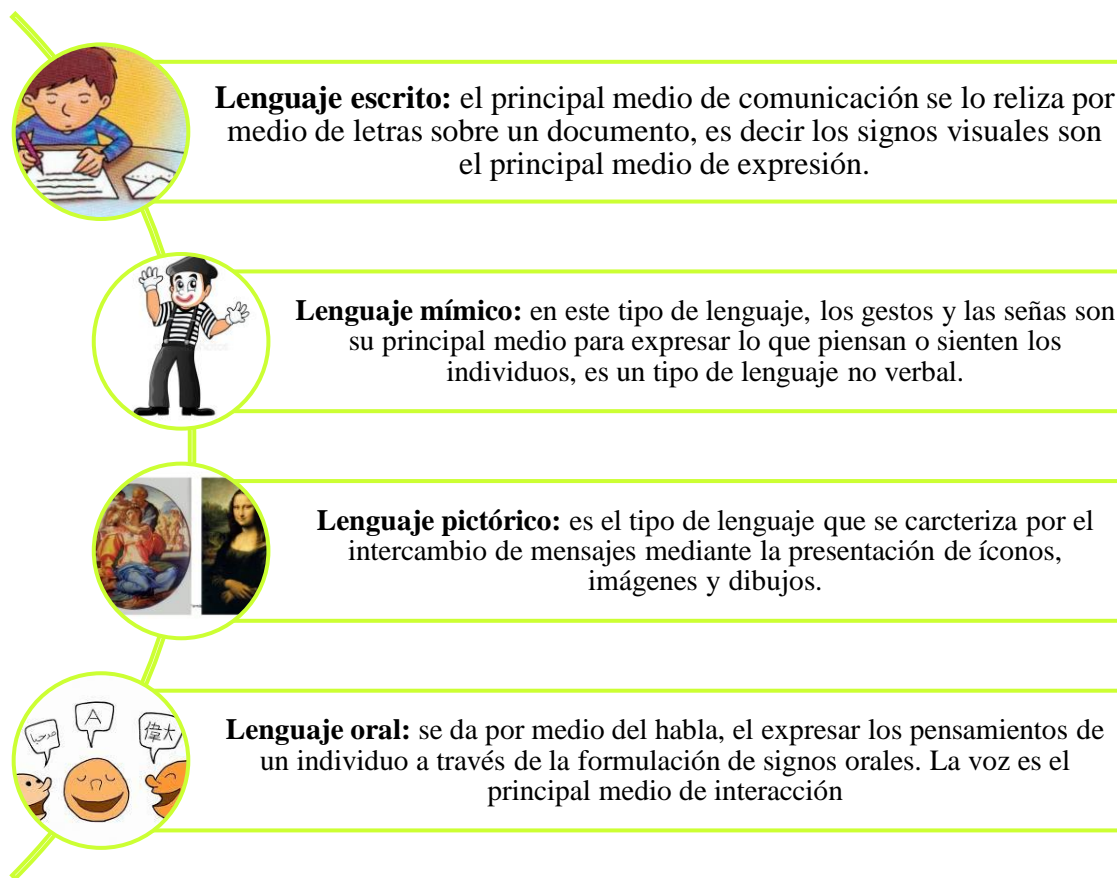 Lenguaje escrito: el principal medio de comunicación se lo reliza por
medio de letras sobre un documento, es decir los signos visuales son
el principal medio de expresión.
Lenguaje mímico: en este tipo de lenguaje, los gestos y las señas son
su principal medio para expresar lo que piensan o sienten los
individuos, es un tipo de lenguaje no verbal.
Lenguaje pictórico: es el tipo de lenguaje que se carcteriza por el
intercambio de mensajes mediante la presentación de íconos,
imágenes y dibujos.
مرحبا
A
偉大
Lenguaje oral: se da por medio del habla, el expresar los pensamientos de
un individuo a través de la formulación de signos orales. La voz es el
principal medio de interacción